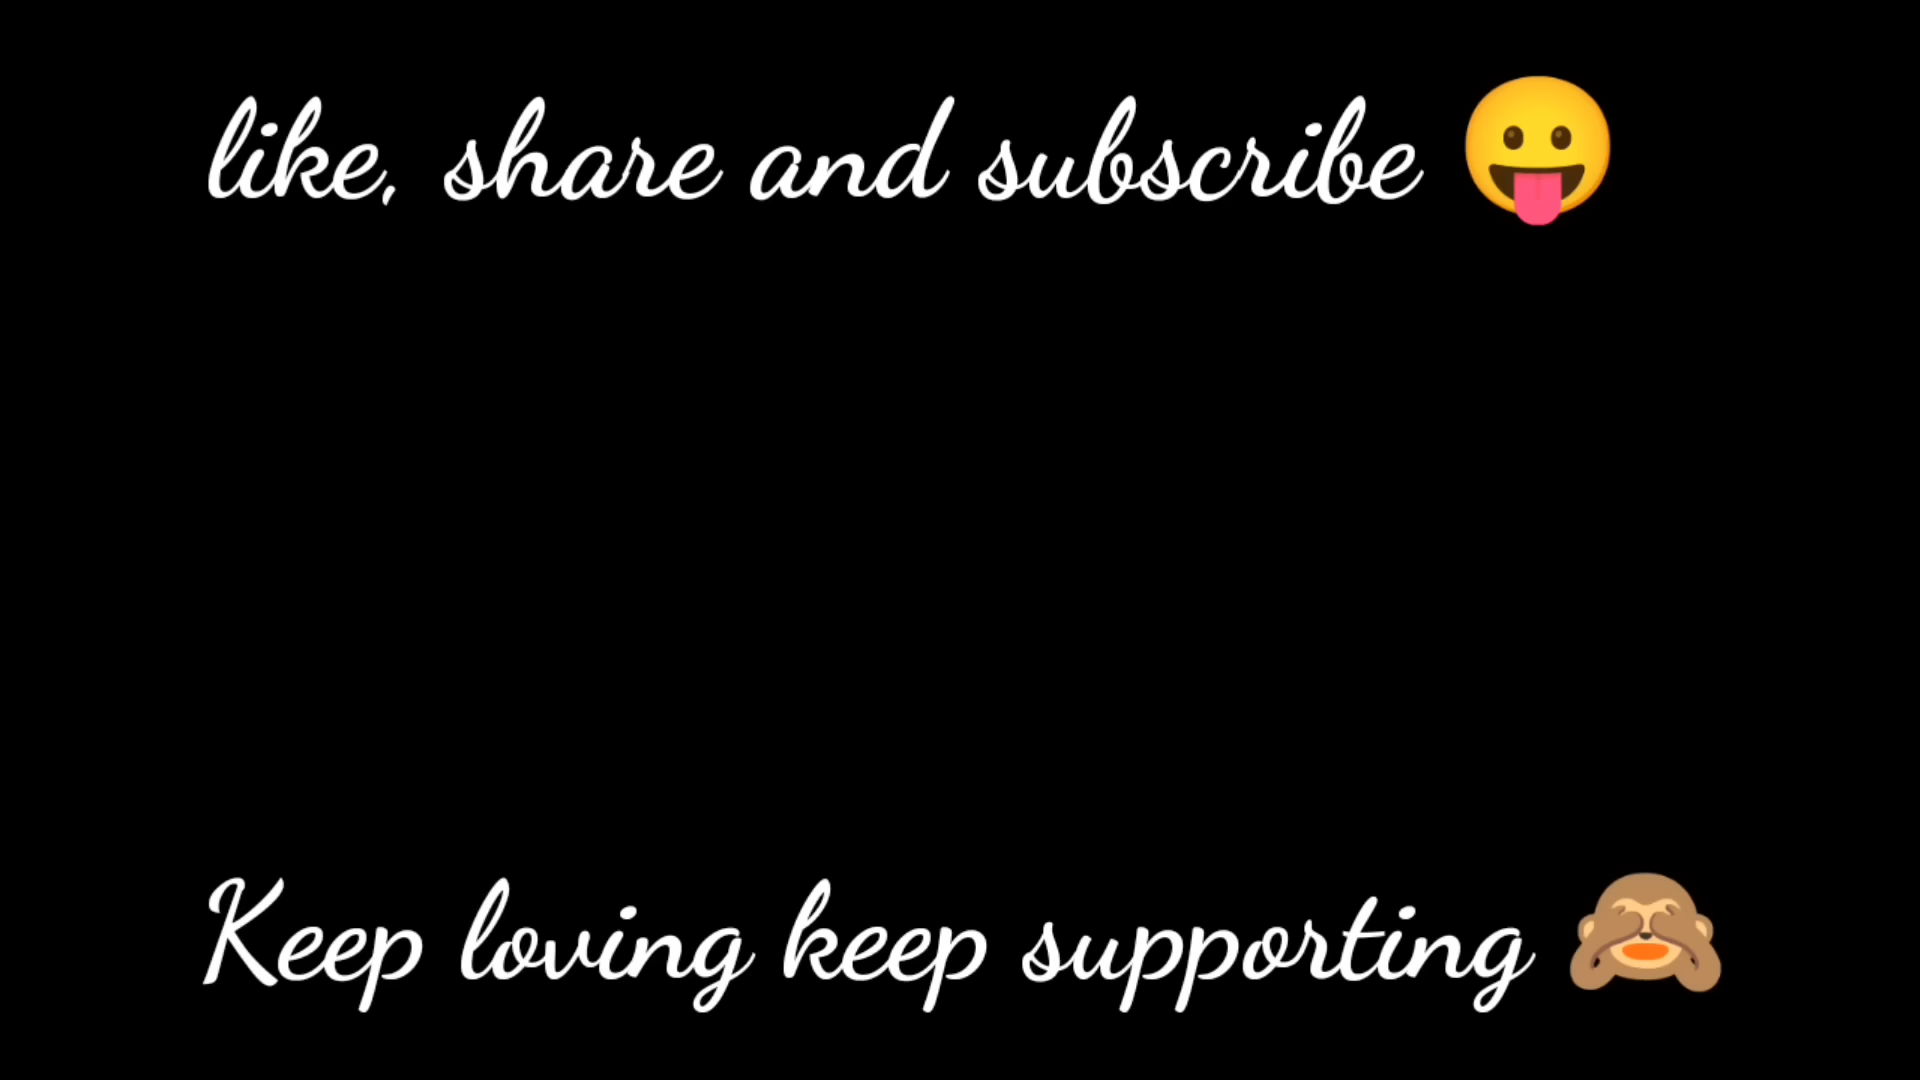 like, share and subscribe 😛
Keep loving keep supporting 🙈